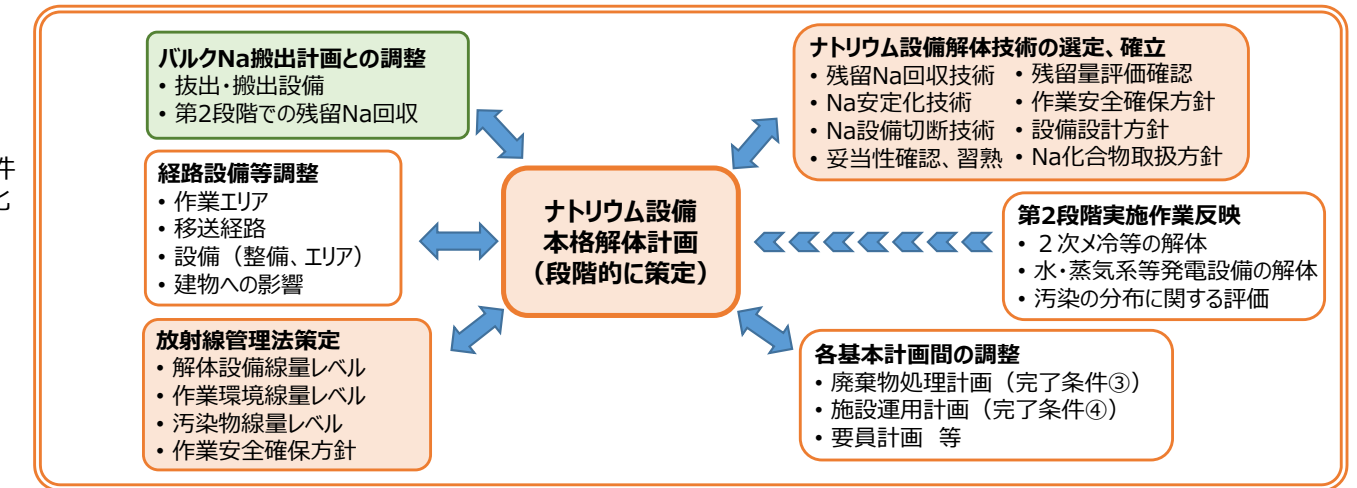 件
化
バルクNa搬出計画との調整
• 抜出・搬出設備
• 第2段階での残留Na回収
経路設備等調整
• 作業エリア
• 移送経路
• 設備（整備、エリア）
• 建物への影響
放射線管理法策定
• 解体設備線量レベル
• 作業環境線量レベル
• 汚染物線量レベル
• 作業安全確保方針
ナトリウム設備
本格解体計画
（段階的に策定）
ナトリウム設備解体技術の選定、確立
• 残留Na回収技術
• Na安定化技術
• Na設備切断技術
• 妥当性確認、習熟
• 残留量評価確認
• 作業安全確保方針
• 設備設計方針
• Na化合物取扱方針
第2段階実施作業反映
• ２次メ冷等の解体
• 水・蒸気系等発電設備の解体
• 汚染の分布に関する評価
各基本計画間の調整
• 廃棄物処理計画（完了条件③）
• 施設運用計画（完了条件④）
• 要員計画　等